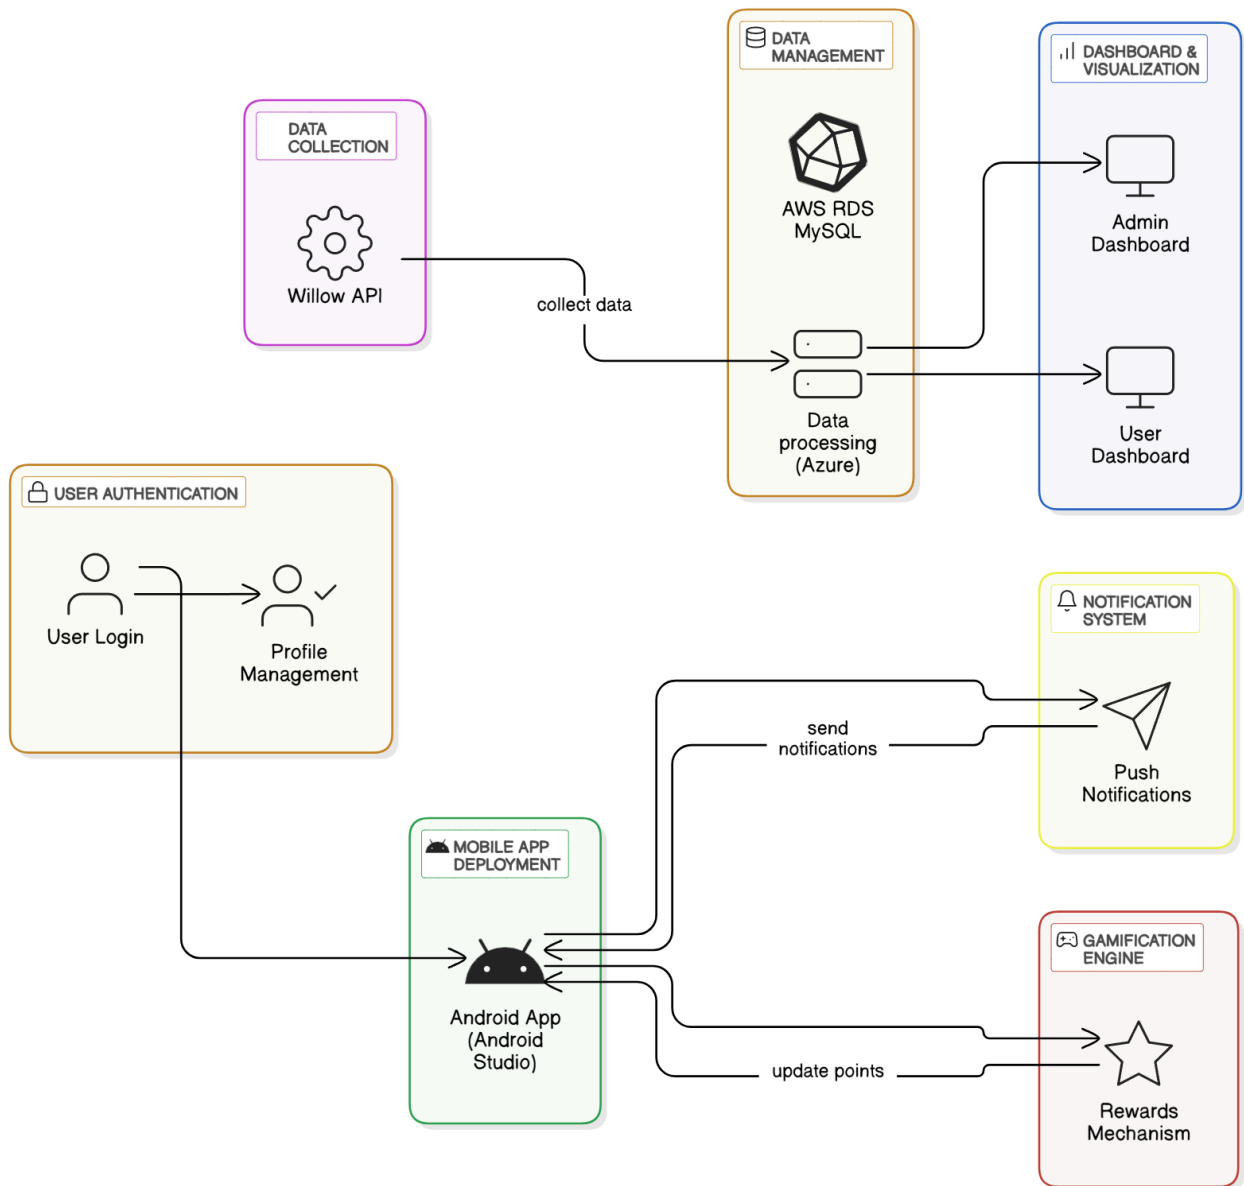 DATA
MANAGEMENT
DASHBOARD &
VISUALIZATION
DATA
COLLECTION
AWS RDS
MySQL
Admin
Dashboard
Willow API
collect data
Data
processing
(Azure)
User
Dashboard
USER AUTHENTICATION
User Login
Profile
Management
NOTIFICATION
SYSTEM
send
notifications
Push
Notifications
MOBILE APP
DEPLOYMENT
Android App
(Android
Studio)
GAMIFICATION
ENGINE
update points
Rewards
Mechanism